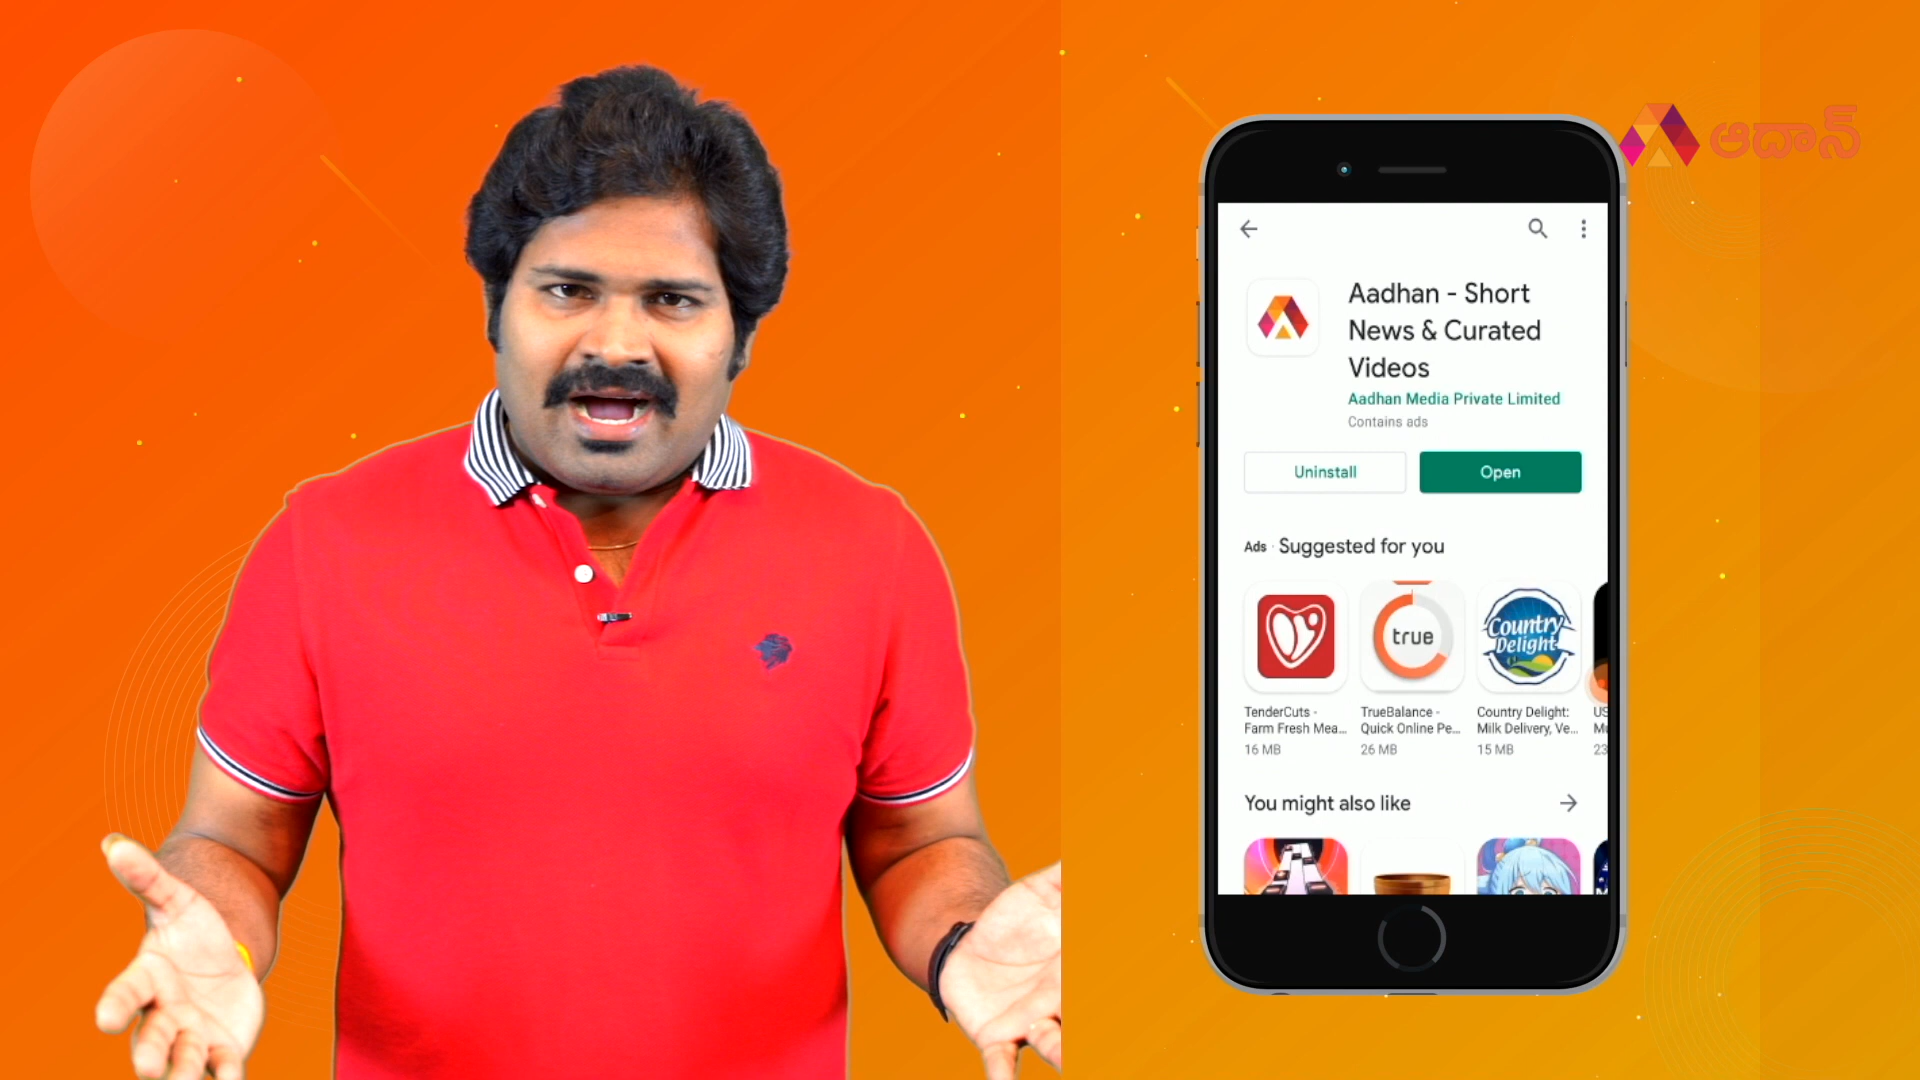 ఆదాన్
Aadhan - Short
News & Curated
Videos
Aadhan Media Private Limited
Contains ads
Uninstall
Open
Ads · Suggested for you
true
Country
Delight
TenderCuts -
Farm Fresh Mea...
16 MB
TrueBalance -
Quick Online Pe...
26 MB
Country Delight:
Milk Delivery, Ve...
15 MB
US
23
You might also like